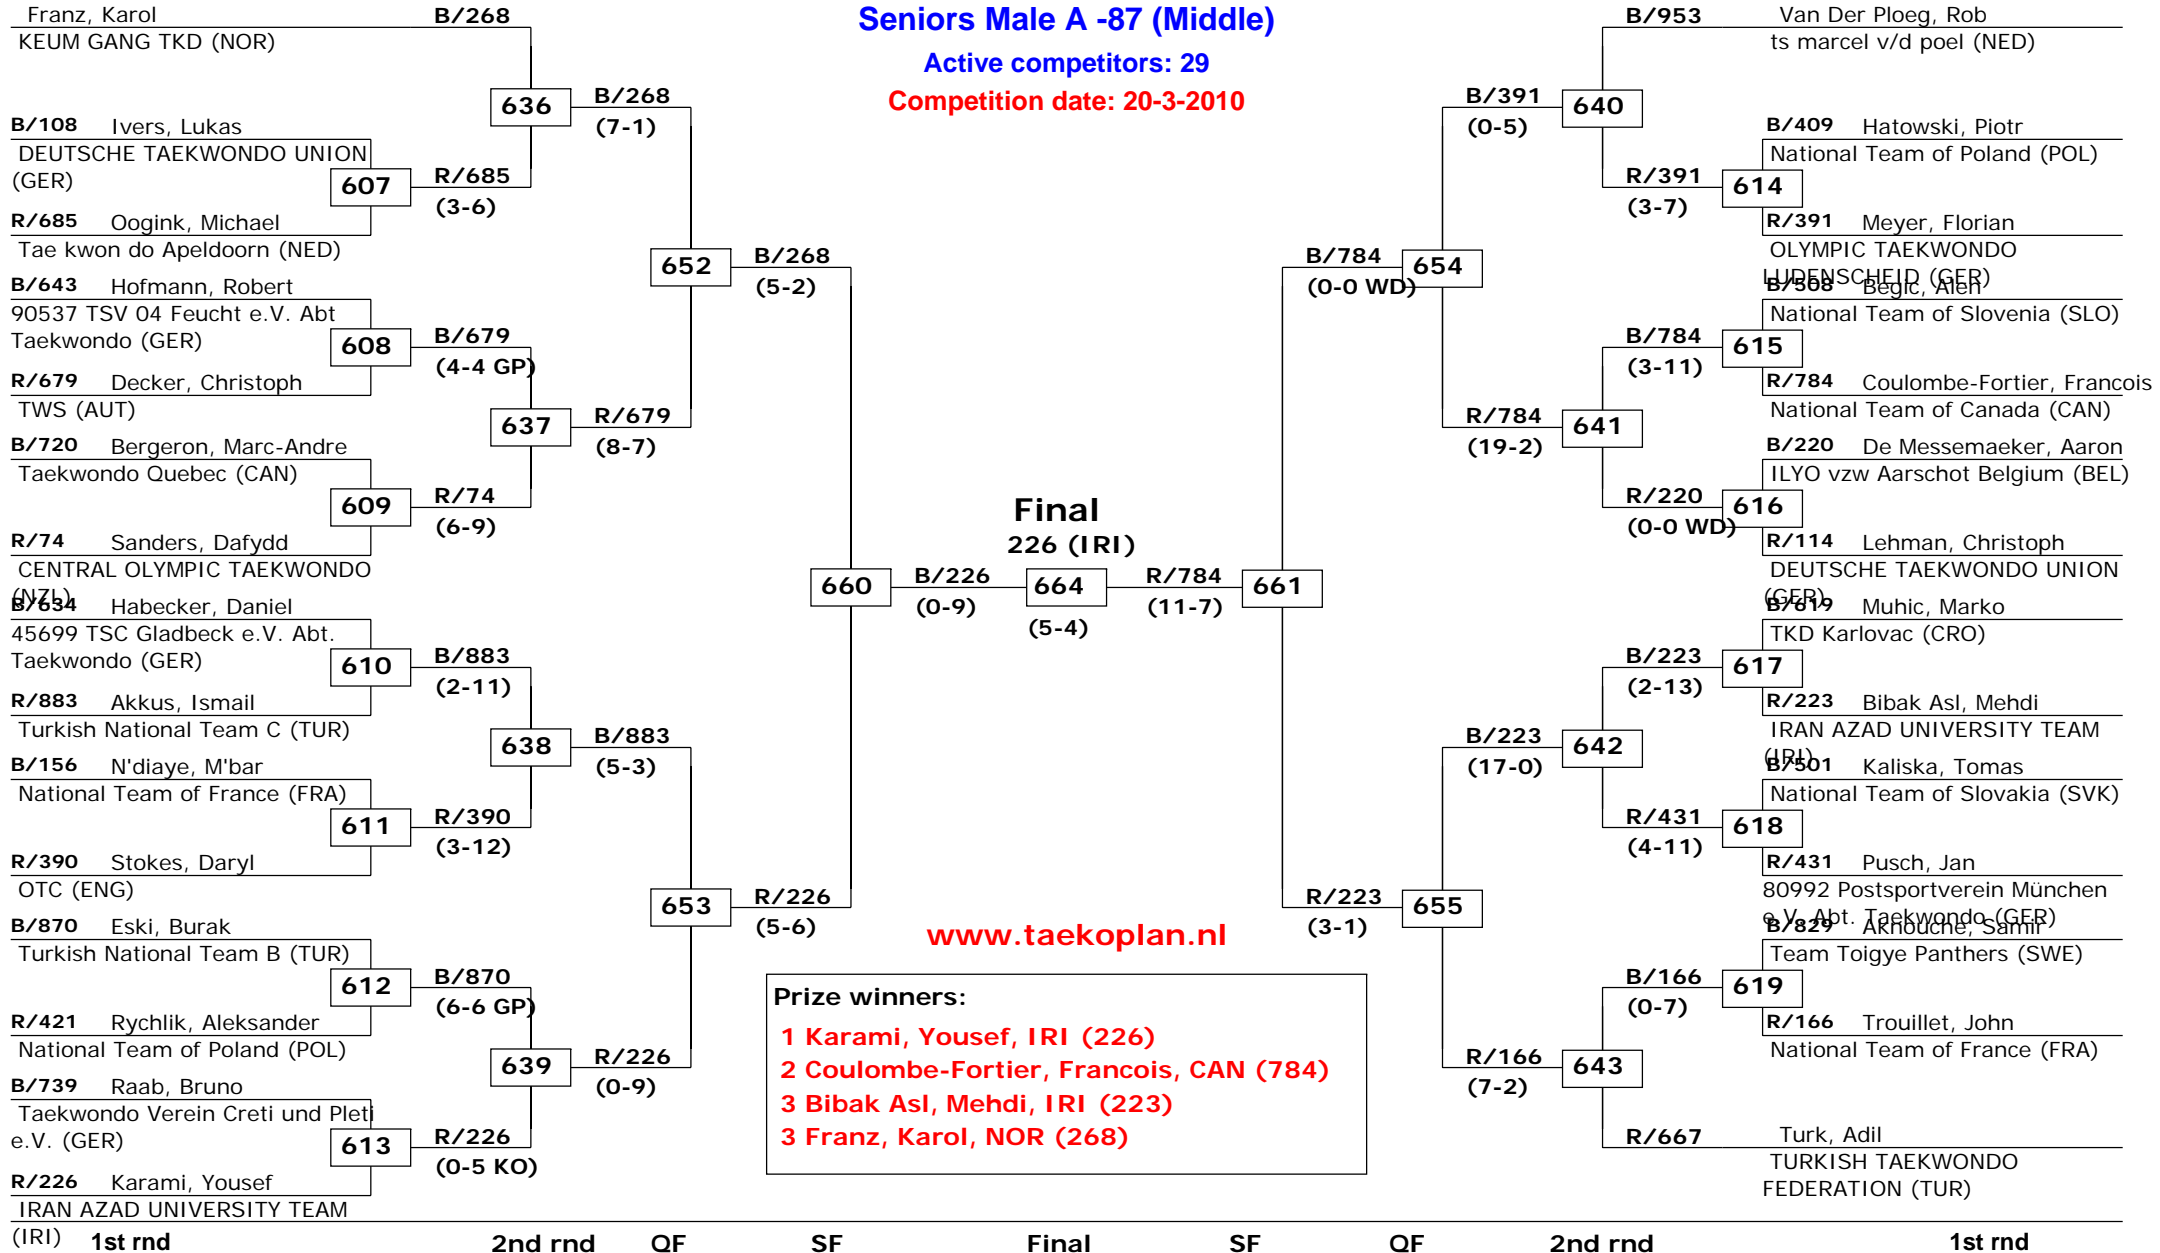 Seniors Male A -87 (Middle)
Active competitors: 29
Competition date: 20-3-2010
Franz, Karol
KEUM GANG TKD (NOR)
B/268
B/108 Ivers, Lukas
DEUTSCHE TAEKWONDO UNION
(GER)
607
R/685 Oogink, Michael
Tae kwon do Apeldoorn (NED)
R/685
(3-6)
636
B/268
(7-1)
B/643 Hofmann, Robert
90537 TSV 04 Feucht e.V. Abt
Taekwondo (GER)
608
R/679 Decker, Christoph
TWS (AUT)
B/679
(4-4 GP)
B/720 Bergeron, Marc-Andre
Taekwondo Quebec (CAN)
609
R/74 Sanders, Dafydd
CENTRAL OLYMPIC TAEKWONDO
(NZL)
R/74
(6-9)
637
R/679
(8-7)
652
B/268
(5-2)
B/634 Habecker, Daniel
45699 TSC Gladbeck e.V. Abt.
Taekwondo (GER)
610
R/883 Akkus, Ismail
Turkish National Team C (TUR)
B/883
(2-11)
B/156 N'diaye, M'bar
National Team of France (FRA)
611
R/390 Stokes, Daryl
OTC (ENG)
R/390
(3-12)
638
B/883
(5-3)
B/870 Eski, Burak
Turkish National Team B (TUR)
612
R/421 Rychlik, Aleksander
National Team of Poland (POL)
B/870
(6-6 GP)
B/739 Raab, Bruno
Taekwondo Verein Creti und Pleti
e.V. (GER)
613
R/226 Karami, Yousef
IRAN AZAD UNIVERSITY TEAM
(IRI)
R/226
(0-5 KO)
639
R/226
(0-9)
653
R/226
(5-6)
660
B/226
(0-9)
Final
226 (IRI)
664
(5-4)
R/784
(11-7)
661
B/953 Van Der Ploeg, Rob
ts marcel v/d poel (NED)
B/409 Hatowski, Piotr
National Team of Poland (POL)
614
R/391 Meyer, Florian
OLYMPIC TAEKWONDO
LUDENSCHEID (GER)
R/391
(3-7)
640
B/391
(0-5)
B/508 Begic, Alen
National Team of Slovenia (SLO)
615
R/784 Coulombe-Fortier, Francois
National Team of Canada (CAN)
B/784
(3-11)
B/220 De Messemaeker, Aaron
ILYO vzw Aarschot Belgium (BEL)
616
R/114 Lehman, Christoph
DEUTSCHE TAEKWONDO UNION
(GER)
R/220
(0-0 WD)
641
R/784
(19-2)
654
B/784
(0-0 WD)
B/619 Muhic, Marko
TKD Karlovac (CRO)
617
R/223 Bibak Asl, Mehdi
IRAN AZAD UNIVERSITY TEAM
(IRI)
B/223
(2-13)
B/501 Kaliska, Tomas
National Team of Slovakia (SVK)
618
R/431 Pusch, Jan
80992 Postsportverein München
e.V. Abt. Taekwondo (GER)
R/431
(4-11)
642
B/223
(17-0)
B/829 Aknouche, Samir
Team Toigye Panthers (SWE)
619
R/166 Trouillet, John
National Team of France (FRA)
B/166
(0-7)
643
R/166
(7-2)
R/667 Turk, Adil
TURKISH TAEKWONDO
FEDERATION (TUR)
655
R/223
(3-1)
www.taekoplan.nl
Prize winners:
1 Karami, Yousef, IRI (226)
2 Coulombe-Fortier, Francois, CAN (784)
3 Bibak Asl, Mehdi, IRI (223)
3 Franz, Karol, NOR (268)
1st rnd 2nd rnd QF SF Final SF QF 2nd rnd 1st rnd